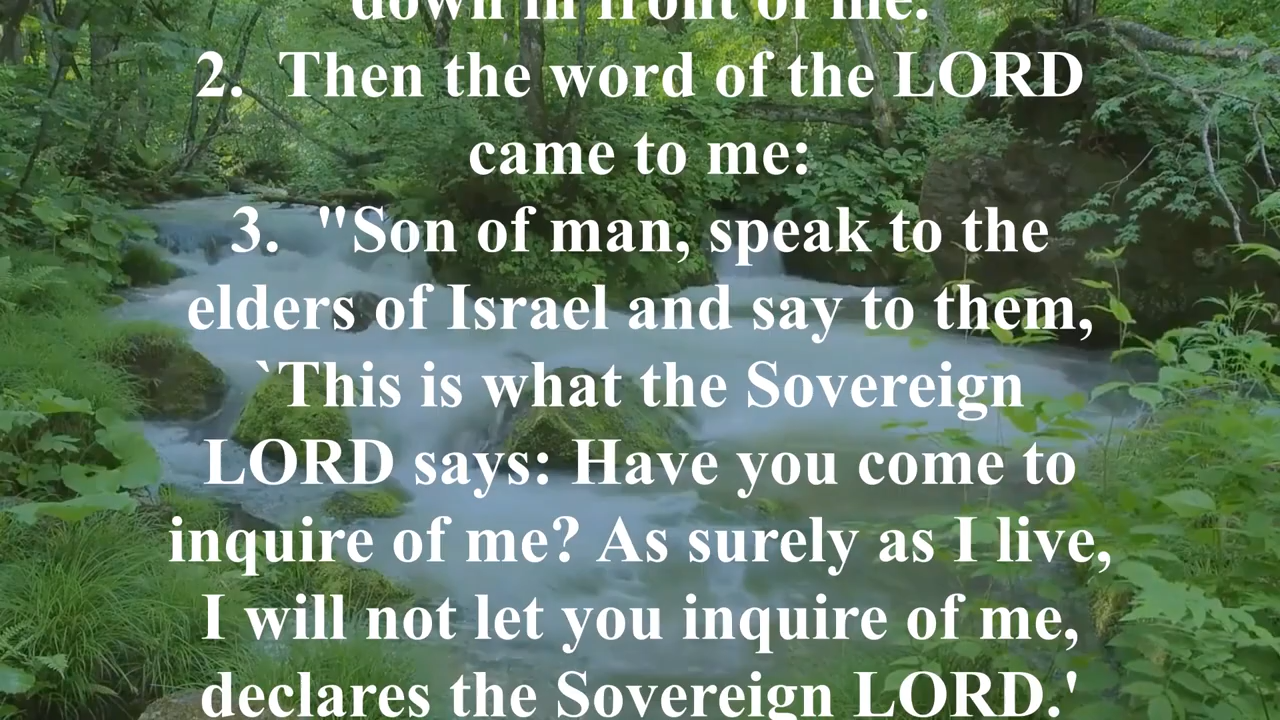 down in front of me.
2. Then the word of the LORD
came to me:
3. "Son of man, speak to the
elders of Israel and say to them,
`This is what the Sovereign
LORD says: Have you come to
inquire of me? As surely as I live,
I will not let you inquire of me,
declares the Sovereign LORD.'